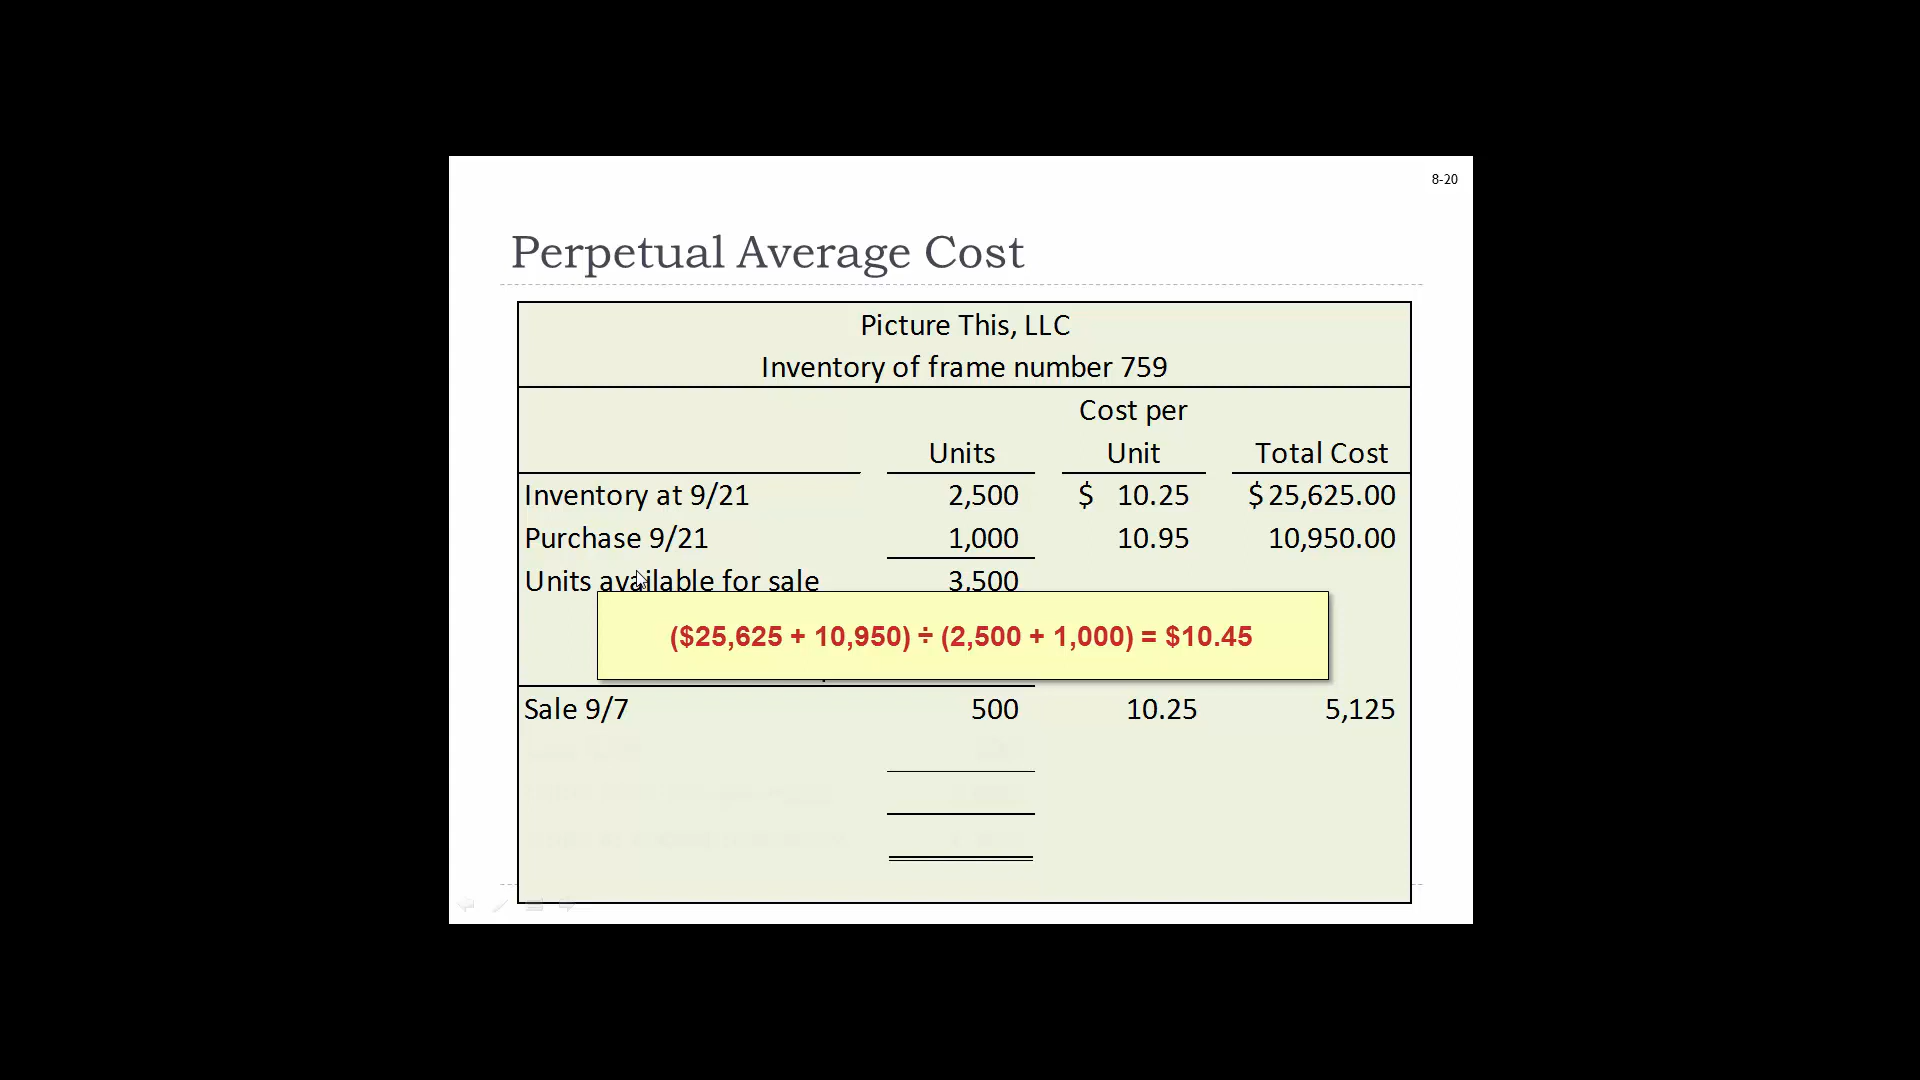 8-20
Perpetual Average Cost
Picture This, LLC
Inventory of frame number 759
Cost per
Units Unit Total Cost
Inventory at 9/21 2,500 $ 10.25 $25,625.00
Purchase 9/21 1,000 10.95 10,950.00
Units available for sale 3,500
($25,625 + 10,950) ÷ (2,500 + 1,000) = $10.45
Sale 9/7 500 10.25 5,125